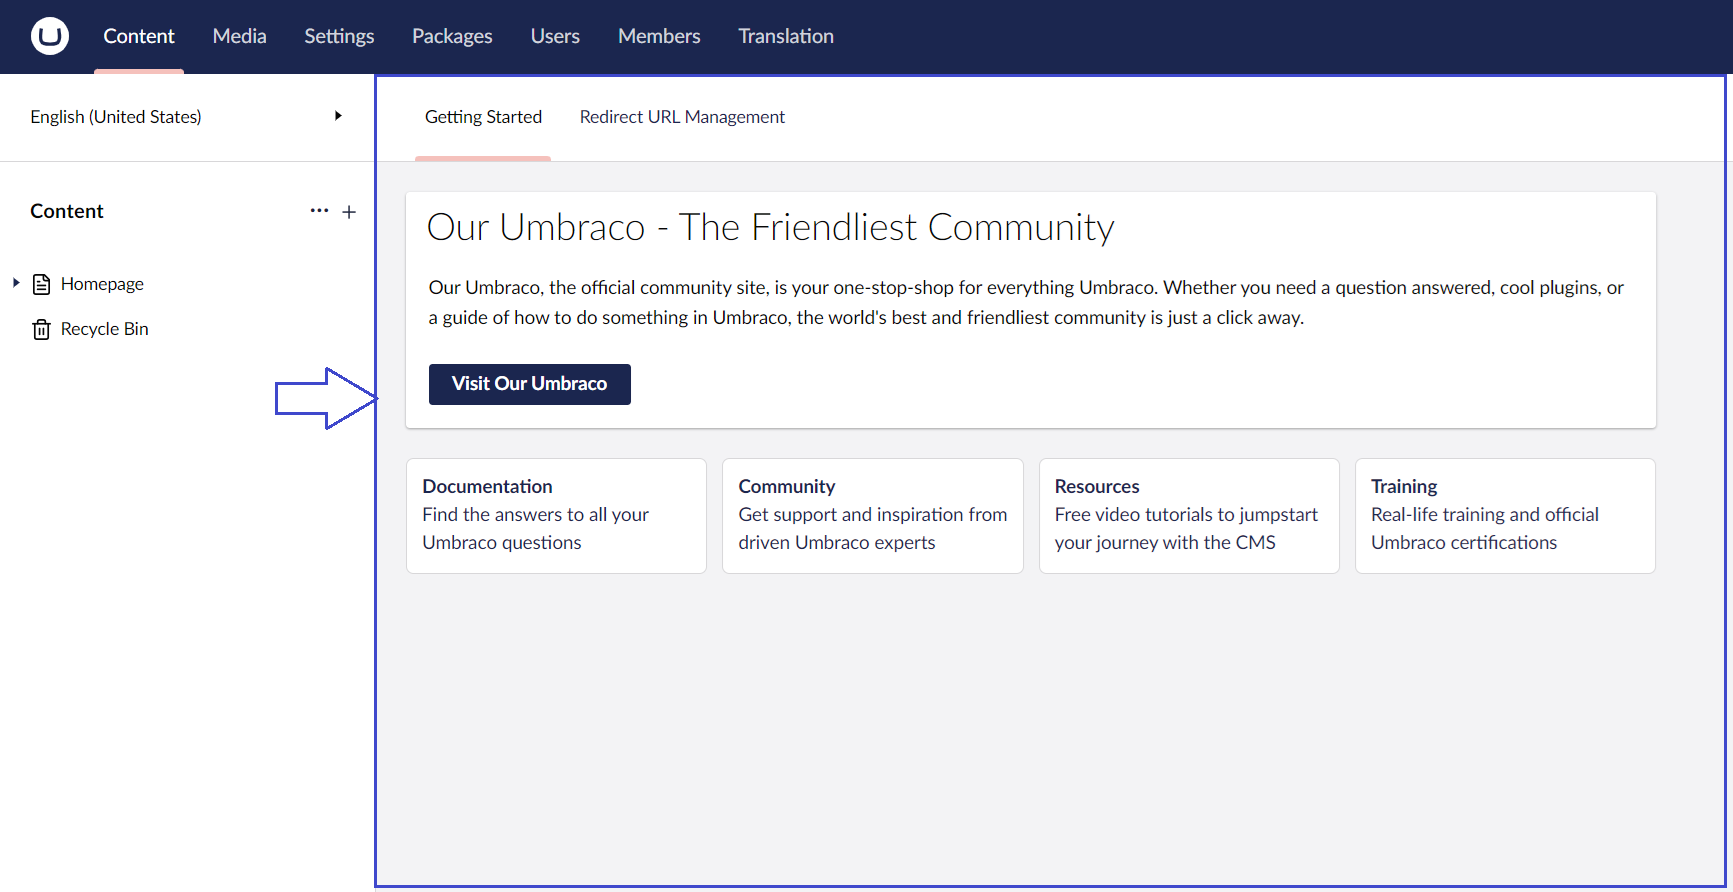 Content Media Settings Packages Users Members Translation
English (United States)
Getting Started Redirect URL Management
Content
Homepage
Recycle Bin
Our Umbraco - The Friendliest Community
Our Umbraco, the official community site, is your one-stop-shop for everything Umbraco. Whether you need a question answered, cool plugins, or
a guide of how to do something in Umbraco, the world's best and friendliest community is just a click away.
Visit Our Umbraco
Documentation
Find the answers to all your
Umbraco questions
Community
Get support and inspiration from
driven Umbraco experts
Resources
Free video tutorials to jumpstart
your journey with the CMS
Training
Real-life training and official
Umbraco certifications